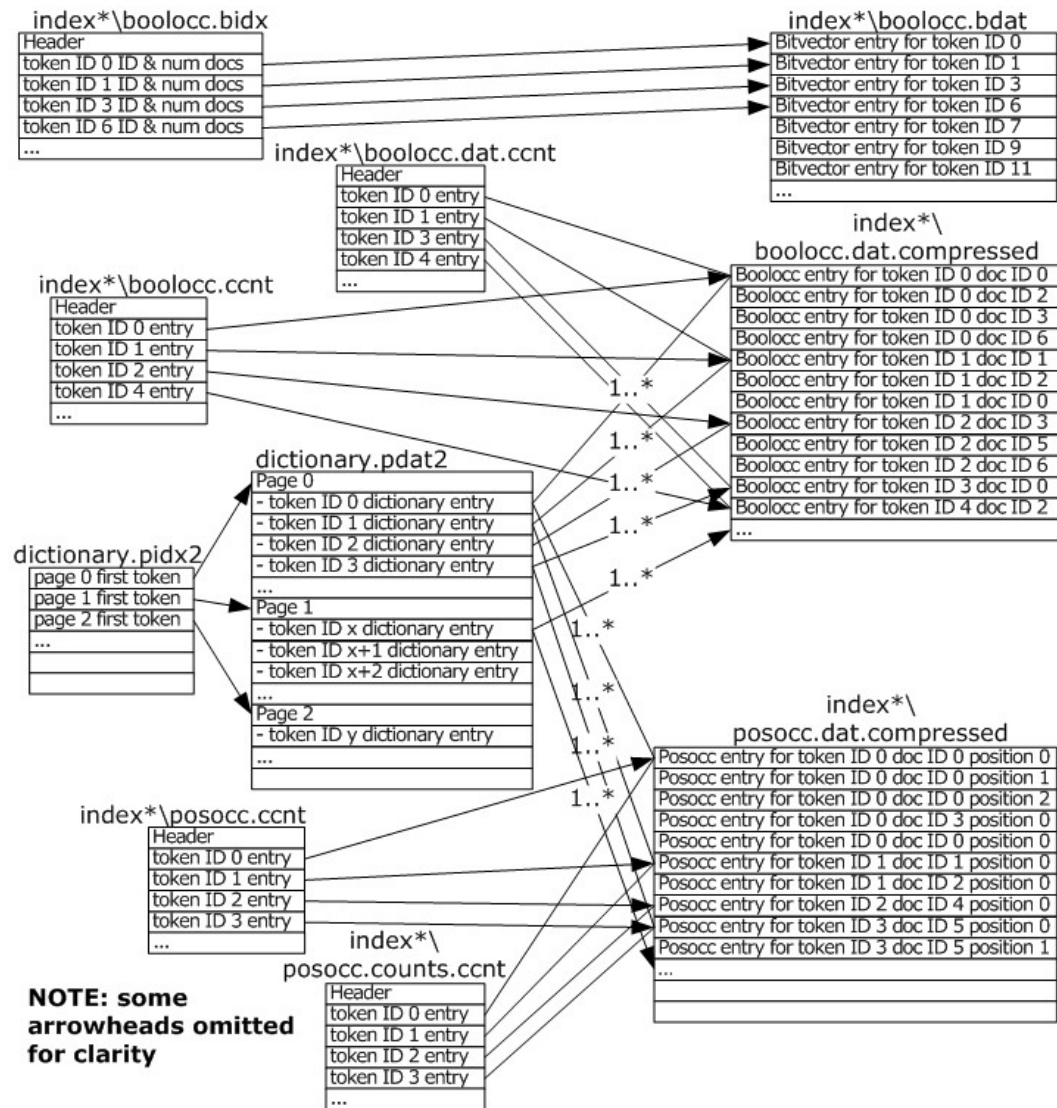 index*\boolocc.bidx
Header
token ID 0 ID & num docs
token ID 1 ID & num docs
token ID 3 ID & num docs
token ID 6 ID & num docs
...
index*\boolocc.bdat
Bitvector entry for token ID 0
Bitvector entry for token ID 1
Bitvector entry for token ID 3
Bitvector entry for token ID 6
Bitvector entry for token ID 7
Bitvector entry for token ID 9
Bitvector entry for token ID 11
...
index*\boolocc.dat.ccnt
Header
token ID 0 entry
token ID 1 entry
token ID 3 entry
token ID 4 entry
...
index*\
boolocc.dat.compressed
Boolocc entry for token ID 0 doc ID 0
Boolocc entry for token ID 0 doc ID 2
Boolocc entry for token ID 0 doc ID 3
Boolocc entry for token ID 0 doc ID 6
Boolocc entry for token ID 1 doc ID 1
Boolocc entry for token ID 1 doc ID 2
Boolocc entry for token ID 1 doc ID 0
Boolocc entry for token ID 2 doc ID 3
Boolocc entry for token ID 2 doc ID 5
Boolocc entry for token ID 2 doc ID 6
Boolocc entry for token ID 3 doc ID 0
Boolocc entry for token ID 4 doc ID 2
...
index*\boolocc.ccnt
Header
token ID 0 entry
token ID 1 entry
token ID 2 entry
token ID 4 entry
...
1..*
1..*
1..*
1..*
1..*
dictionary.pidx2
page 0 first token
page 1 first token
page 2 first token
...
dictionary.pdat2
Page 0
- token ID 0 dictionary entry
- token ID 1 dictionary entry
- token ID 2 dictionary entry
- token ID 3 dictionary entry
...
Page 1
- token ID x dictionary entry
- token ID x+1 dictionary entry
- token ID x+2 dictionary entry
...
Page 2
- token ID y dictionary entry
...
1..*
1..*
1..*
1..*
index*\
posocc.dat.compressed
Posocc entry for token ID 0 doc ID 0 position 0
Posocc entry for token ID 0 doc ID 0 position 1
Posocc entry for token ID 0 doc ID 0 position 2
Posocc entry for token ID 0 doc ID 3 position 0
Posocc entry for token ID 0 doc ID 0 position 0
Posocc entry for token ID 1 doc ID 1 position 0
Posocc entry for token ID 1 doc ID 2 position 0
Posocc entry for token ID 2 doc ID 4 position 0
Posocc entry for token ID 3 doc ID 5 position 0
Posocc entry for token ID 3 doc ID 5 position 1
...
index*\posocc.ccnt
Header
token ID 0 entry
token ID 1 entry
token ID 2 entry
token ID 3 entry
...
index*\
posocc.counts.ccnt
Header
token ID 0 entry
token ID 1 entry
token ID 2 entry
token ID 3 entry
...
NOTE: some
arrowheads omitted
for clarity